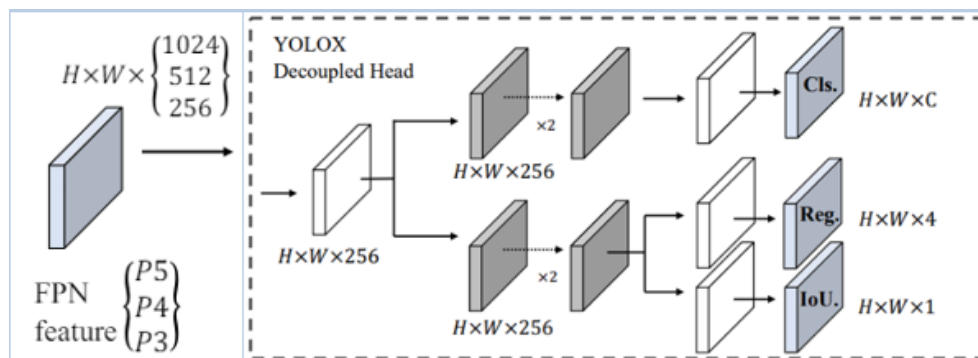 H×W×{1024
512
256}
FPN
feature
{P5
P4
P3}
YOLOX
Decoupled Head
H×W×256
×2
H×W×256
Cls.
H×W×C
×2
H×W×256
Reg.
H×W×4
IoU.
H×W×1